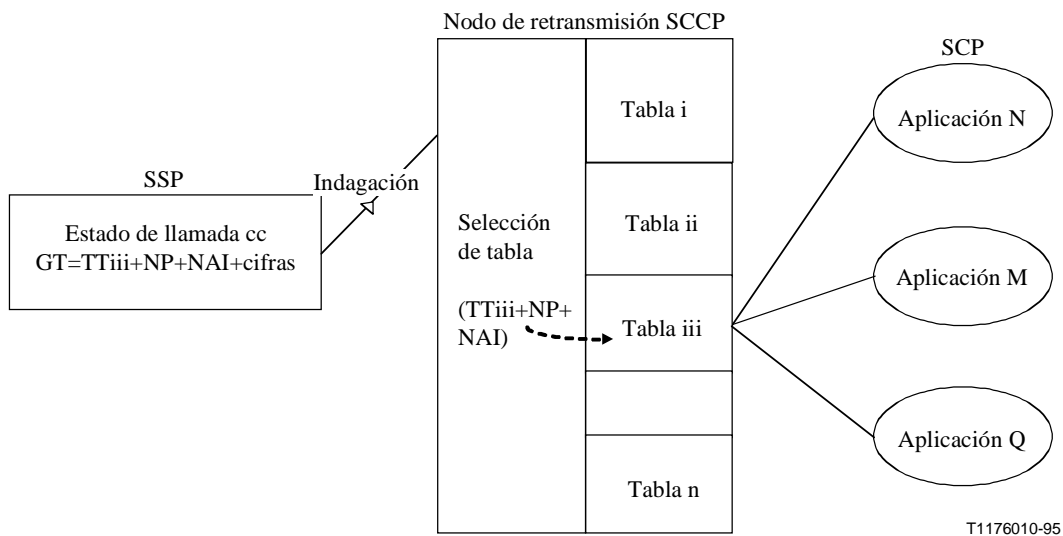 Nodo de retransmisión SCCP
SCP
Tabla i
Aplicación N
SSP
Indagación
Estado de llamada cc
GT=TTiii+NP+NAI+cifras
Selección
de tabla
Tabla ii
(TTiii+NP+
NAI)
Tabla iii
Aplicación M
Aplicación Q
Tabla n
T1176010-95